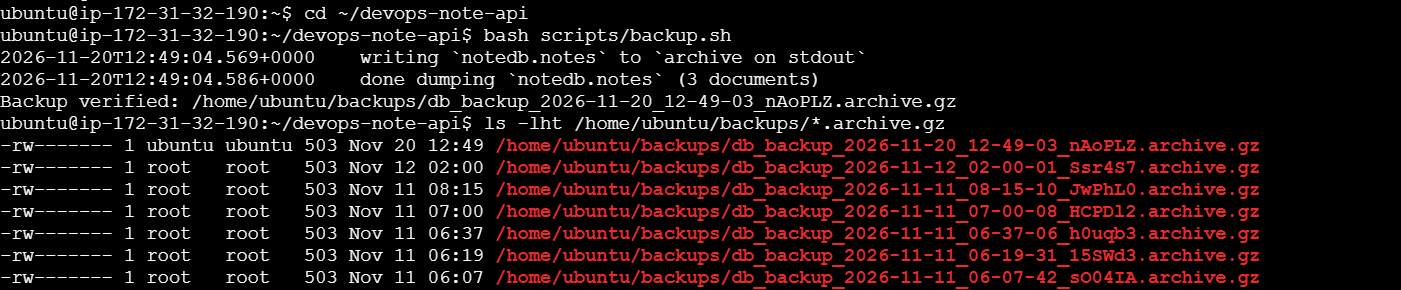 ubuntu@ip-172-31-32-190:~$ cd ~/devops-note-api
ubuntu@ip-172-31-32-190:~/devops-note-api$ bash scripts/backup.sh
2026-11-20T12:49:04.569+0000    writing `notedb.notes` to `archive on stdout`
2026-11-20T12:49:04.586+0000    done dumping `notedb.notes` (3 documents)
Backup verified: /home/ubuntu/backups/db_backup_2026-11-20_12-49-03_nAoPLZ.archive.gz
ubuntu@ip-172-31-32-190:~/devops-note-api$ ls -lht /home/ubuntu/backups/*.archive.gz
-rw------- 1 ubuntu ubuntu 503 Nov 20 12:49 /home/ubuntu/backups/db_backup_2026-11-20_12-49-03_nAoPLZ.archive.gz
-rw------- 1 root   root   503 Nov 12 02:00 /home/ubuntu/backups/db_backup_2026-11-12_02-00-01_Ssr4S7.archive.gz
-rw------- 1 root   root   503 Nov 11 08:15 /home/ubuntu/backups/db_backup_2026-11-11_08-15-10_JwPhL0.archive.gz
-rw------- 1 root   root   503 Nov 11 07:00 /home/ubuntu/backups/db_backup_2026-11-11_07-00-08_HCPDl2.archive.gz
-rw------- 1 root   root   503 Nov 11 06:37 /home/ubuntu/backups/db_backup_2026-11-11_06-37-06_h0uqb3.archive.gz
-rw------- 1 root   root   503 Nov 11 06:19 /home/ubuntu/backups/db_backup_2026-11-11_06-19-31_15SWd3.archive.gz
-rw------- 1 root   root   503 Nov 11 06:07 /home/ubuntu/backups/db_backup_2026-11-11_06-07-42_sO04IA.archive.gz